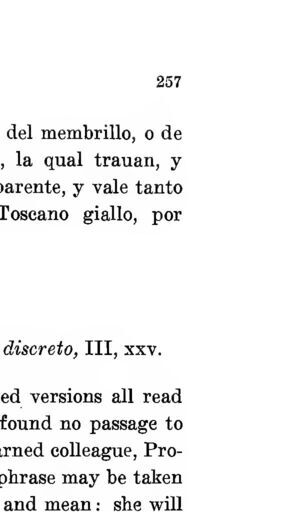 257
del membrillo, o de
, la qual trauan, y
parente, y vale tanto
Toscano giallo, por
discreto, III, xxv.
ed versions all read
found no passage to
arned colleague, Pro-
phrase may be taken
and mean: she will